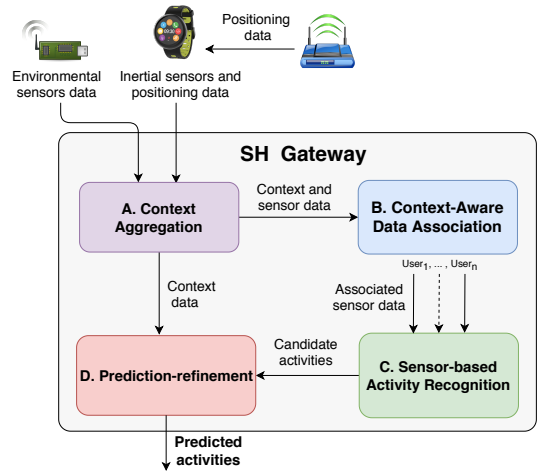 Positioning
data
Environmental
sensors data
Inertial sensors and
positioning data
SH Gateway
A. Context
Aggregation
Context and
sensor data
B. Context-Aware
Data Association
User1, ... , Usern
Context
data
Associated
sensor data
Candidate
activities
D. Prediction-refinement
C. Sensor-based
Activity Recognition
Predicted
activities